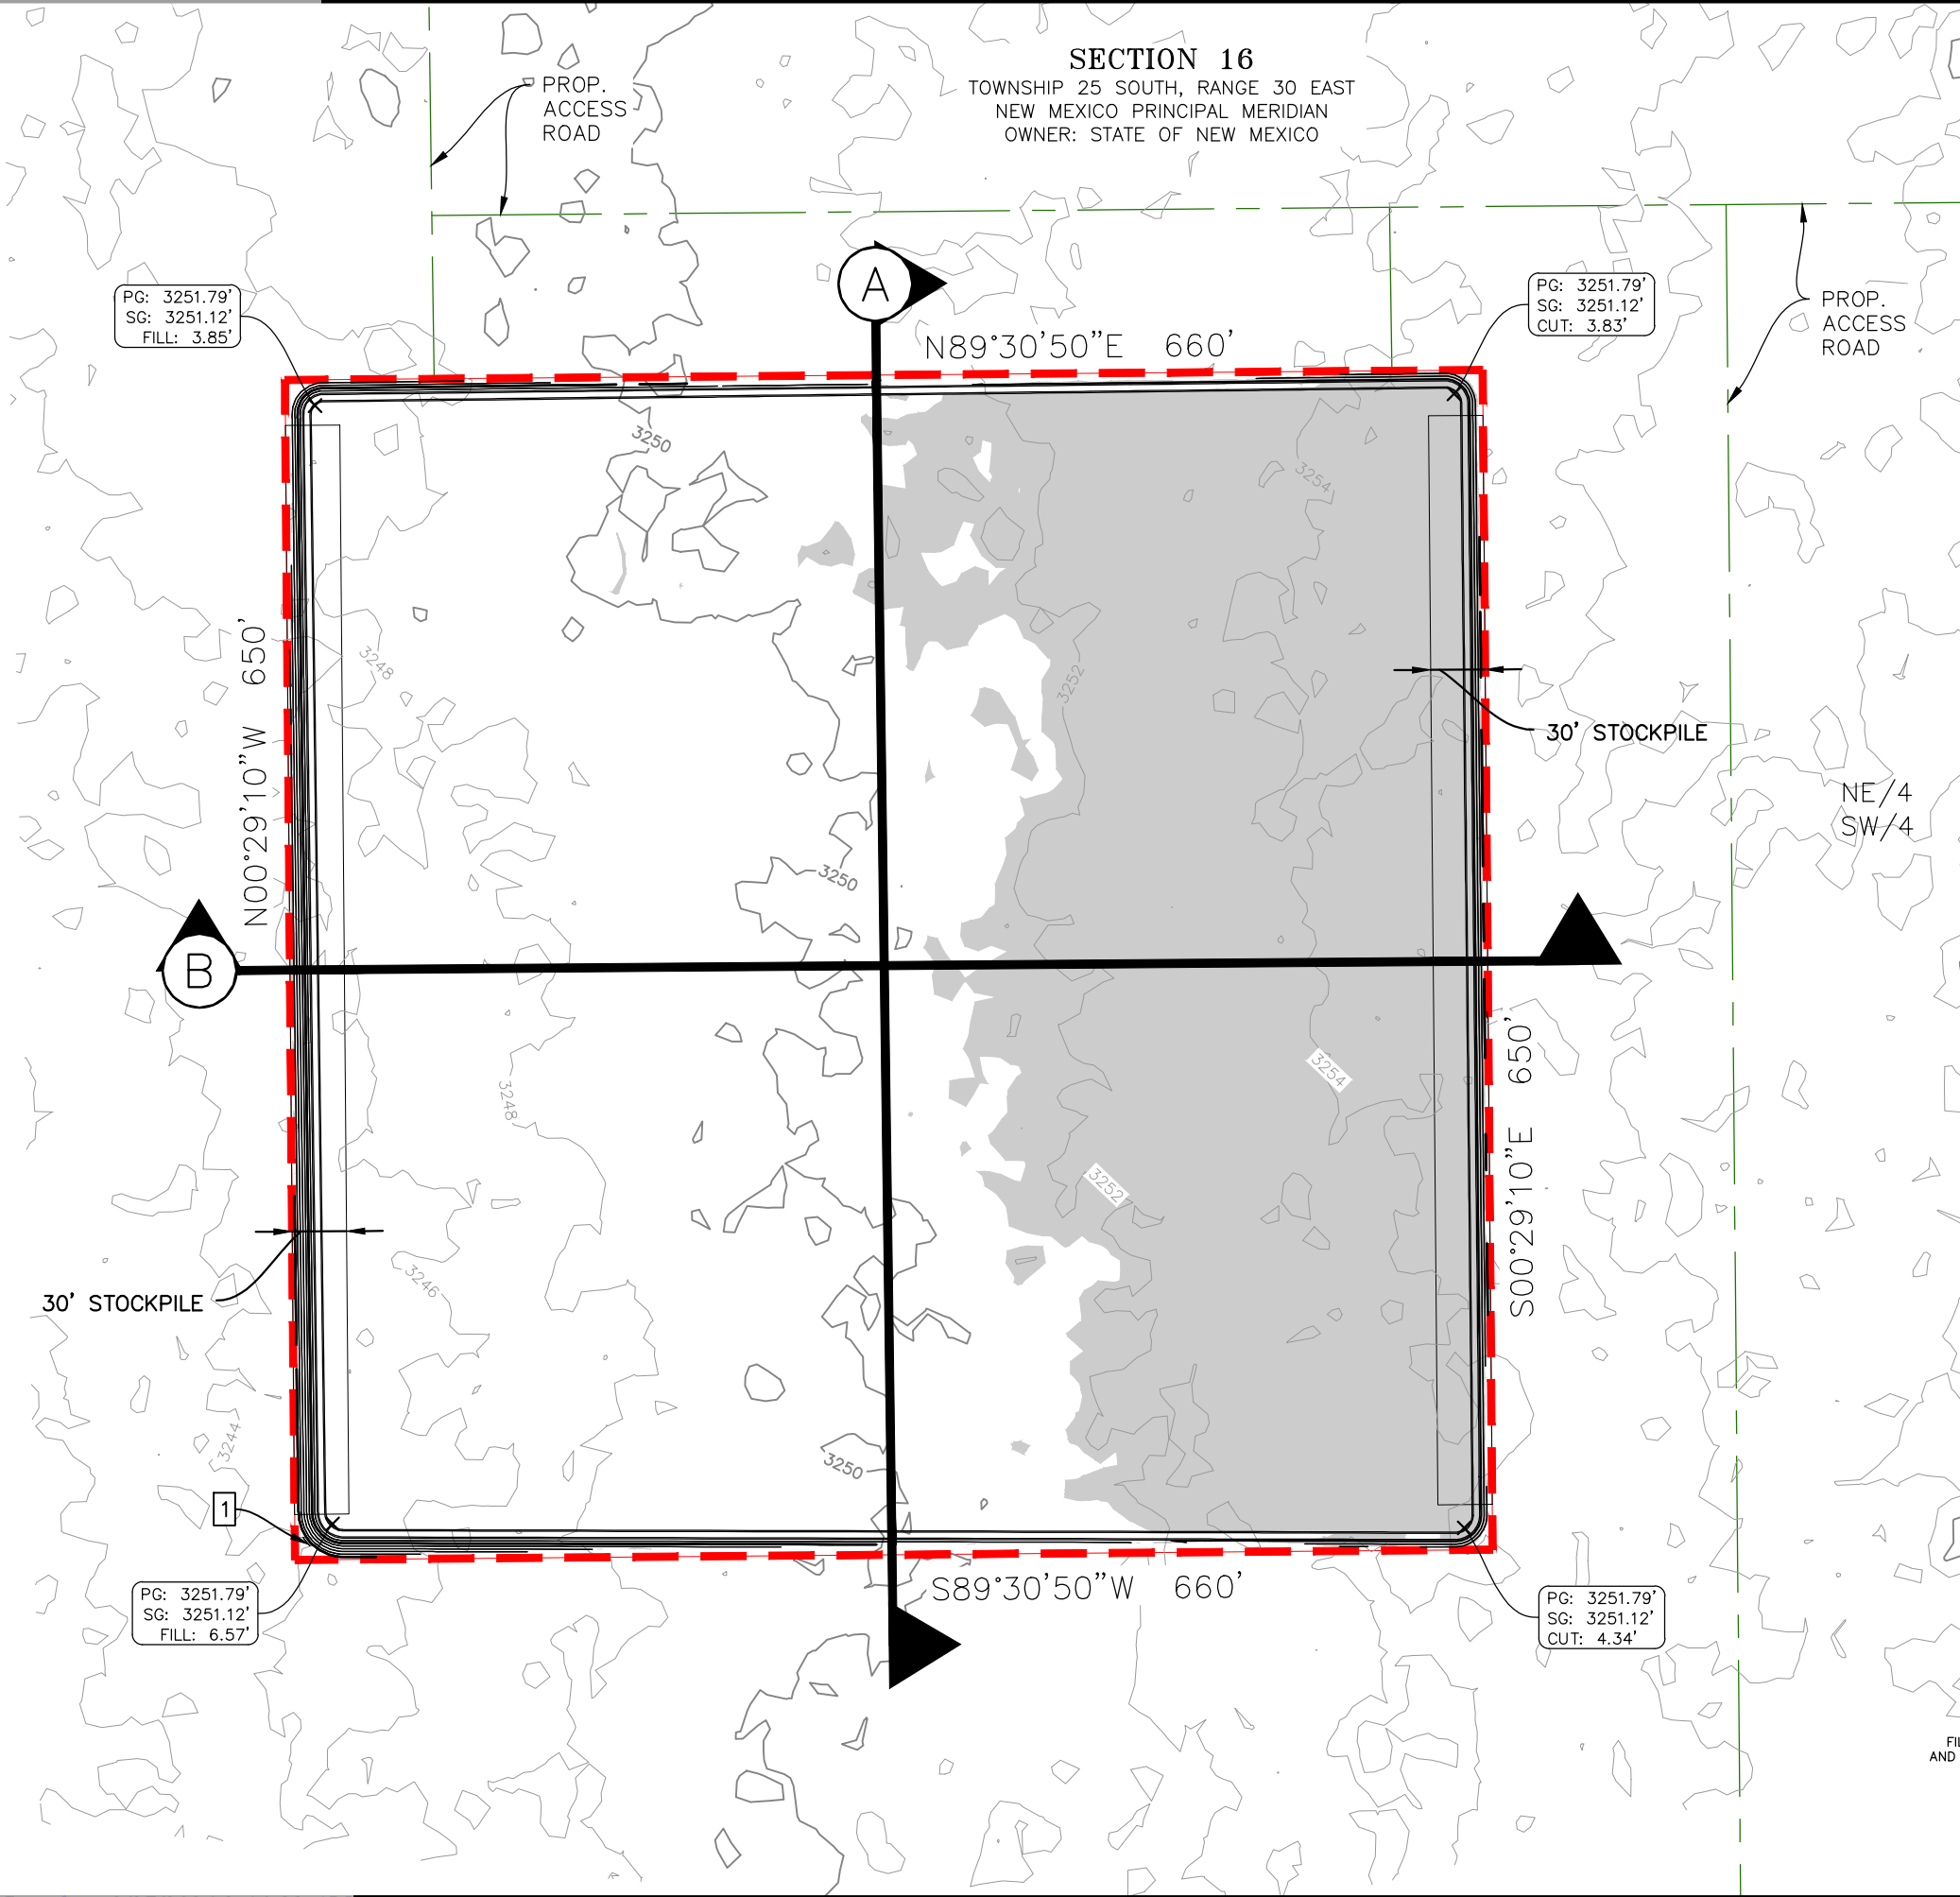 SECTION 16
TOWNSHIP 25 SOUTH, RANGE 30 EAST
NEW MEXICO PRINCIPAL MERIDIAN
OWNER: STATE OF NEW MEXICO
PROP.
ACCESS
ROAD
A
PG: 3251.79'
SG: 3251.12'
FILL: 3.85'
PG: 3251.79'
SG: 3251.12'
CUT: 3.83'
PROP.
ACCESS
ROAD
N89°30'50"E 660'
3250
3254
N00°29'10"W 650'
3248
3252
30' STOCKPILE
NE/4
SW/4
3250
B
3254
3248
S00°29'10"E 650'
3252
3246
30' STOCKPILE
3244
3250
1
PG: 3251.79'
SG: 3251.12'
FILL: 6.57'
S89°30'50"W 660'
PG: 3251.79'
SG: 3251.12'
CUT: 4.34'
AND